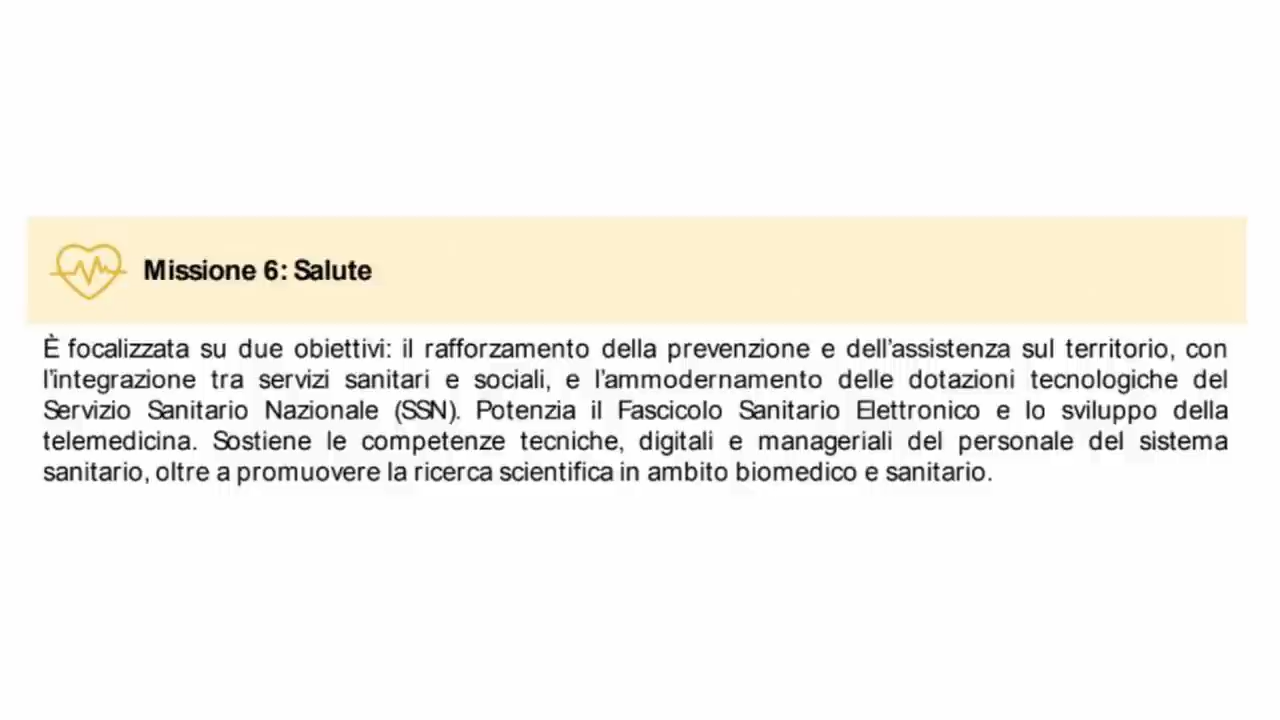 Missione 6: Salute
È focalizzata su due obiettivi: il rafforzamento della prevenzione e dell'assistenza sul territorio, con
l'integrazione tra servizi sanitari e sociali, e l'ammodernamento delle dotazioni tecnologiche del
Servizio Sanitario Nazionale (SSN). Potenzia il Fascicolo Sanitario Elettronico e lo sviluppo della
telemedicina. Sostiene le competenze tecniche, digitali e manageriali del personale del sistema
sanitario, oltre a promuovere la ricerca scientifica in ambito biomedico e sanitario.